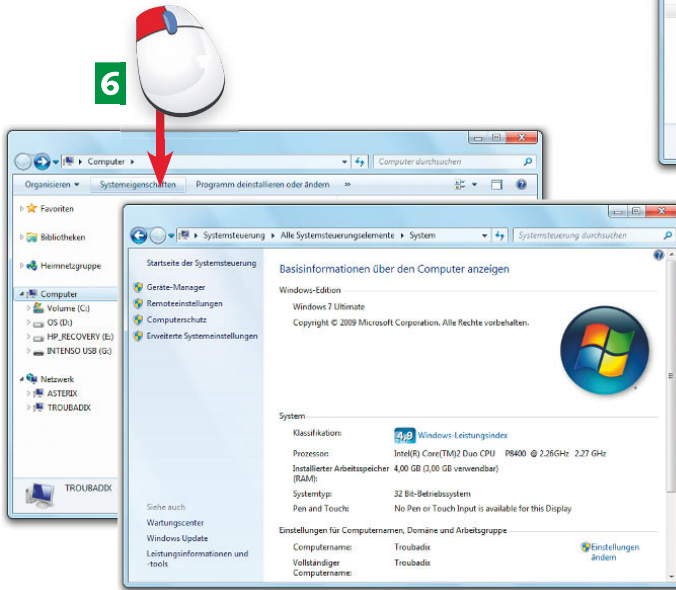 6
Computer
Computer durchsuchen
Organisieren
Systemeigenschaften
Programm deinstallieren oder ändern
»
Favoriten
Bibliotheken
Heimnetzgruppe
Computer
Volume (C:)
OS (D:)
HP_RECOVERY (E:)
INTENSO USB (G:)
Netzwerk
ASTERIX
TROUBADIX
TROUBADIX
Systemsteuerung
Alle Systemsteuerungselemente
System
Systemsteuerung durchsuchen
Startseite der Systemsteuerung
Geräte-Manager
Remoteeinstellungen
Computerschutz
Erweiterte Systemeinstellungen
Siehe auch
Wartungscenter
Windows Update
Leistungsinformationen und
-tools
Basisinformationen über den Computer anzeigen
Windows-Edition
Windows 7 Ultimate
Copyright © 2009 Microsoft Corporation. Alle Rechte vorbehalten.
System
Klassifikation: 4,9 Windows-Leistungsindex
Prozessor: Intel(R) Core(TM)2 Duo CPU P8400 @ 2.26GHz 2.27 GHz
Installierter Arbeitsspeicher 4,00 GB (3,00 GB verwendbar)
(RAM):
Systemtyp: 32 Bit-Betriebssystem
Pen and Touch: No Pen or Touch Input is available for this Display
Einstellungen für Computernamen, Domäne und Arbeitsgruppe
Computername: Troubadix Einstellungen
ändern
Vollständiger Troubadix
Computername: